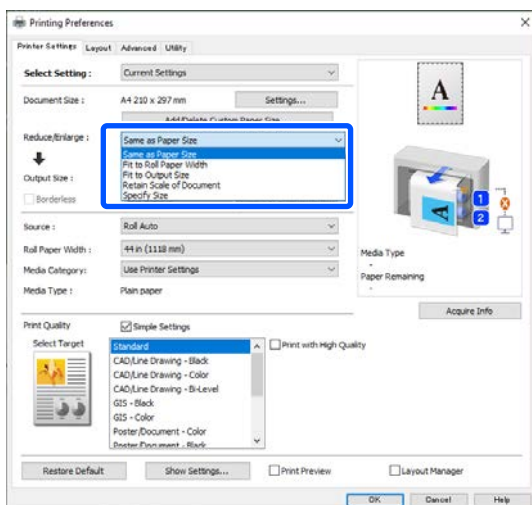 Printing Preferences
Printer Settings Layout Advanced Utility
Select Setting : Current Settings
Document Size : A4 210 x 297 mm Settings...
Add/Delete Custom Paper Size...
Reduce/Enlarge : Same as Paper Size
Same as Paper Size
Fit to Roll Paper Width
Fit to Output Size
Retain Scale of Document
Specify Size
Output Size :
Borderless
Source : Roll Auto
Roll Paper Width : 44 in (1118 mm)
Media Category: Use Printer Settings
Media Type : Plain paper
A
A
1
2
Media Type
-
Paper Remaining
-
Acquire Info
Print Quality Simple Settings
Select Target
Standard
CAD/Line Drawing - Black
CAD/Line Drawing - Color
CAD/Line Drawing - Bi-Level
GIS - Black
GIS - Color
Poster/Document - Color
Poster/Document - Black
Print with High Quality
Restore Default Show Settings... Print Preview Layout Manager
OK Cancel Help